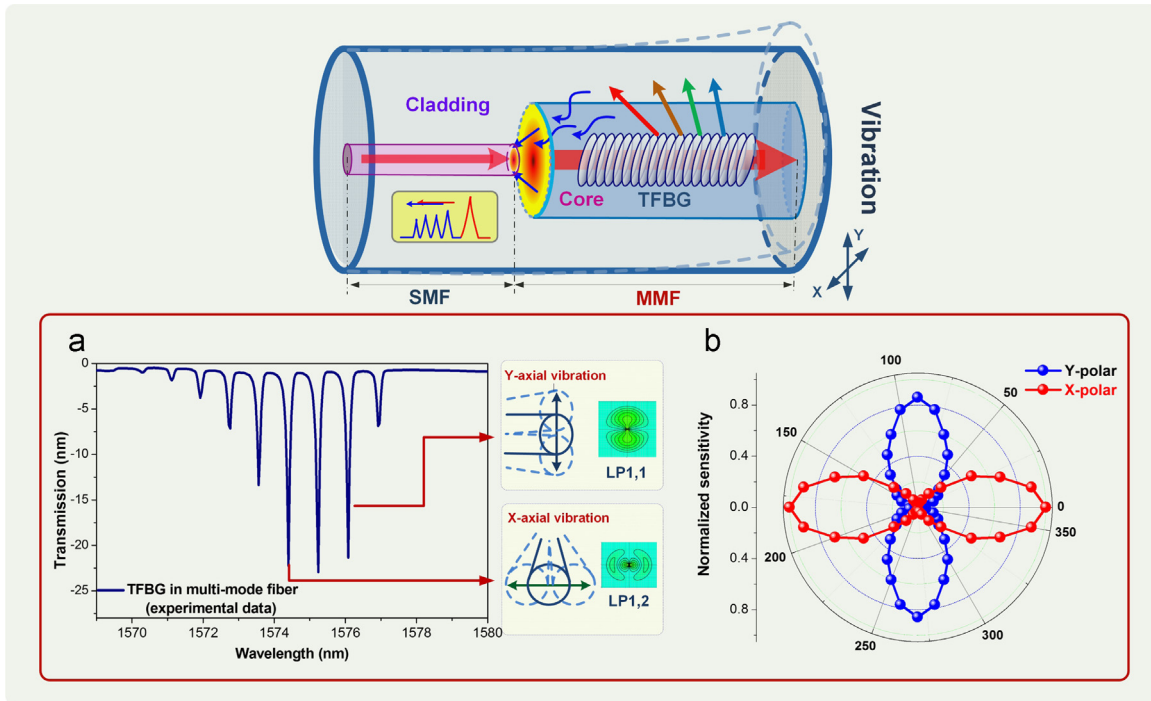 Cladding
Core
TFBG
Vibration
Y
X
SMF
MMF
a
Transmission (nm)
0
-5
-10
-15
-20
-25
TFBG in multi-mode fiber
(experimental data)
1570
1572
1574
1576
1578
1580
Wavelength (nm)
Y-axial vibration
LP1,1
X-axial vibration
LP1,2
b
Normalized sensitivity
0.8
0.4
0.0
0.4
0.8
Y-polar
X-polar
0
50
100
150
200
250
300
350